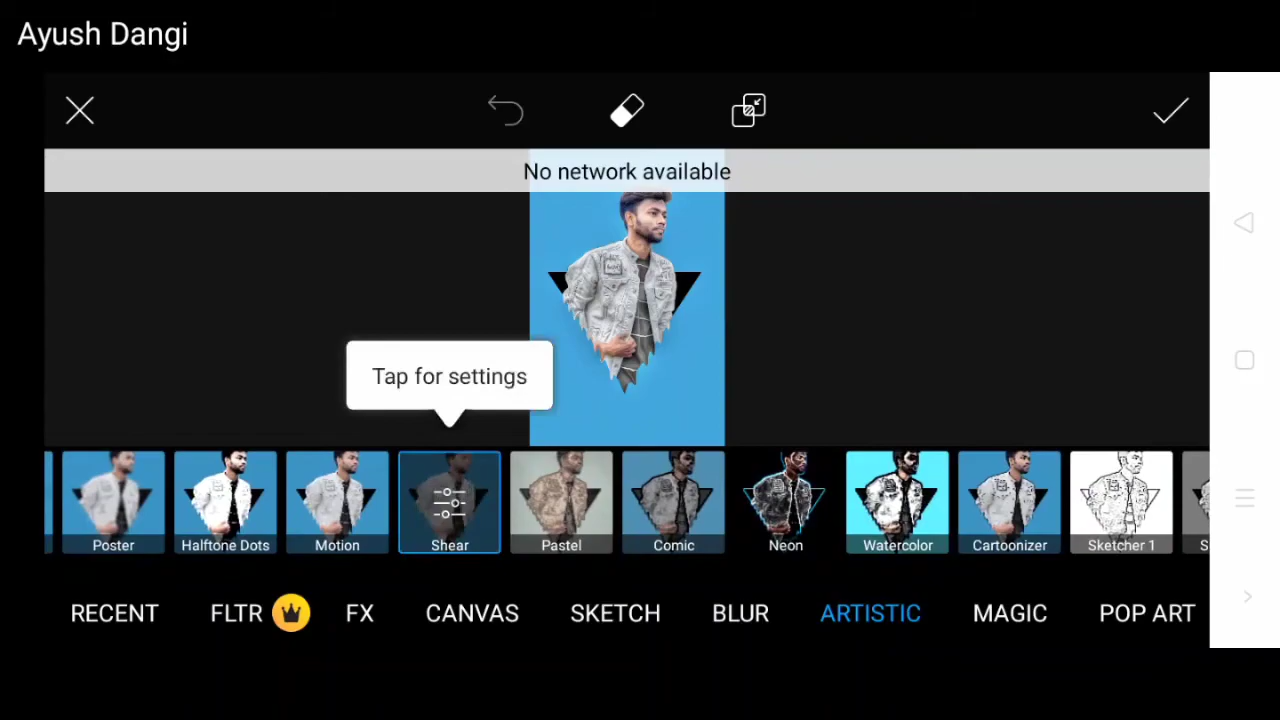 Ayush Dangi
No network available
Tap for settings
Poster
Halftone Dots
Motion
Shear
Pastel
Comic
Neon
Watercolor
Cartoonizer
Sketcher 1
S
RECENT
FLTR
FX
CANVAS
SKETCH
BLUR
ARTISTIC
MAGIC
POP ART